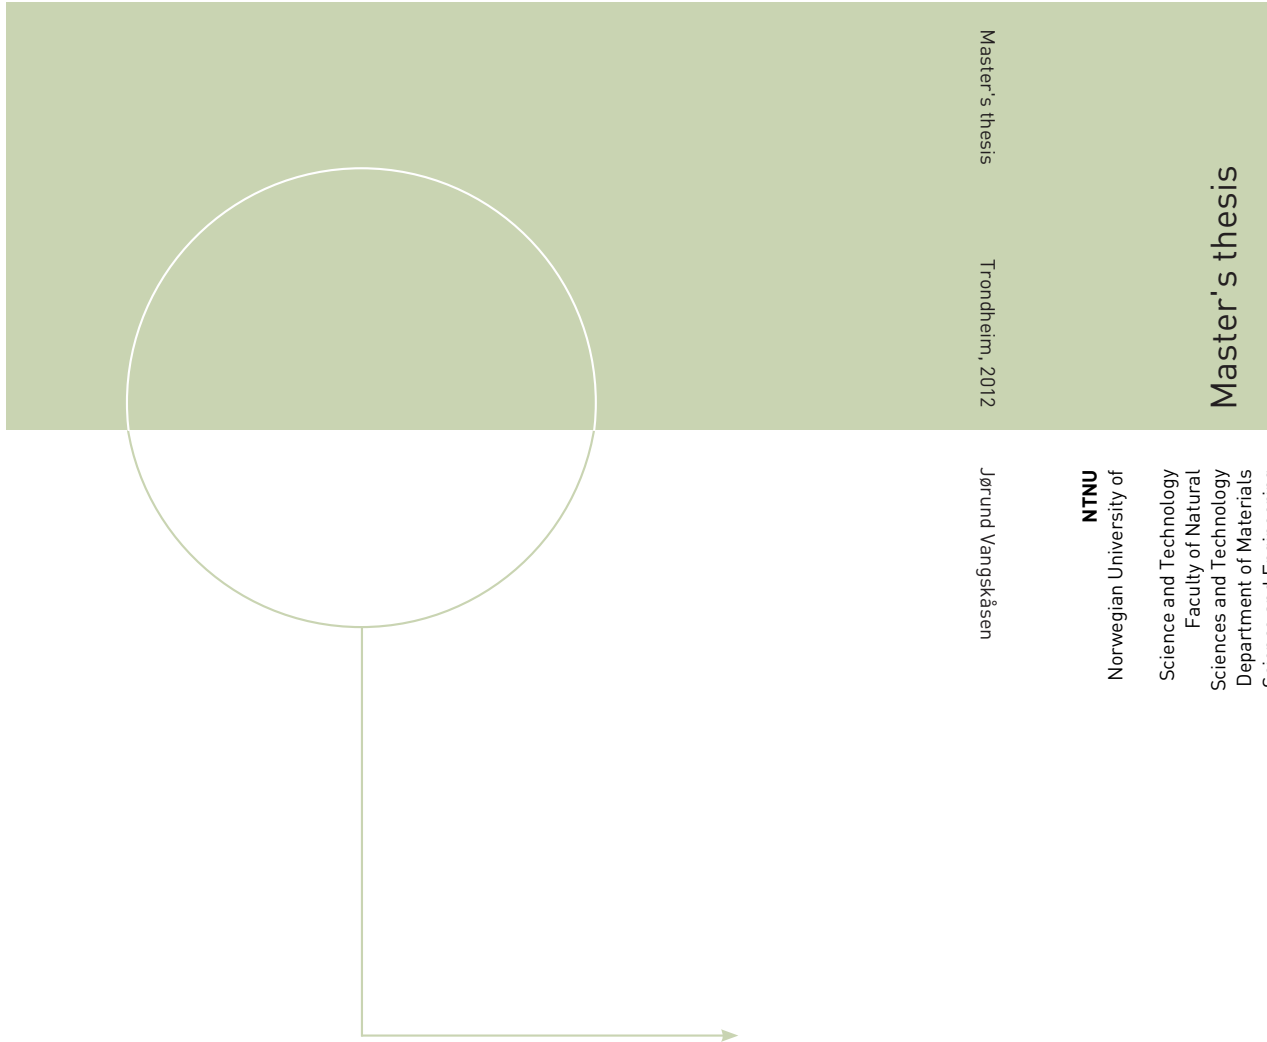 Master's thesis
Trondheim, 2012
Jørund Vangskåsen
Master's thesis
NTNU
Norwegian University of
Science and Technology
Faculty of Natural
Sciences and Technology
Department of Materials